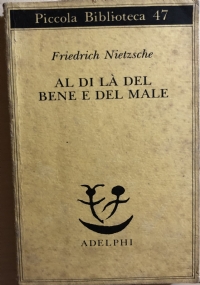 Piccola Biblioteca 47
Friedrich Nietzsche
AL DI LÀ DEL
BENE E DEL MALE
ADELPHI